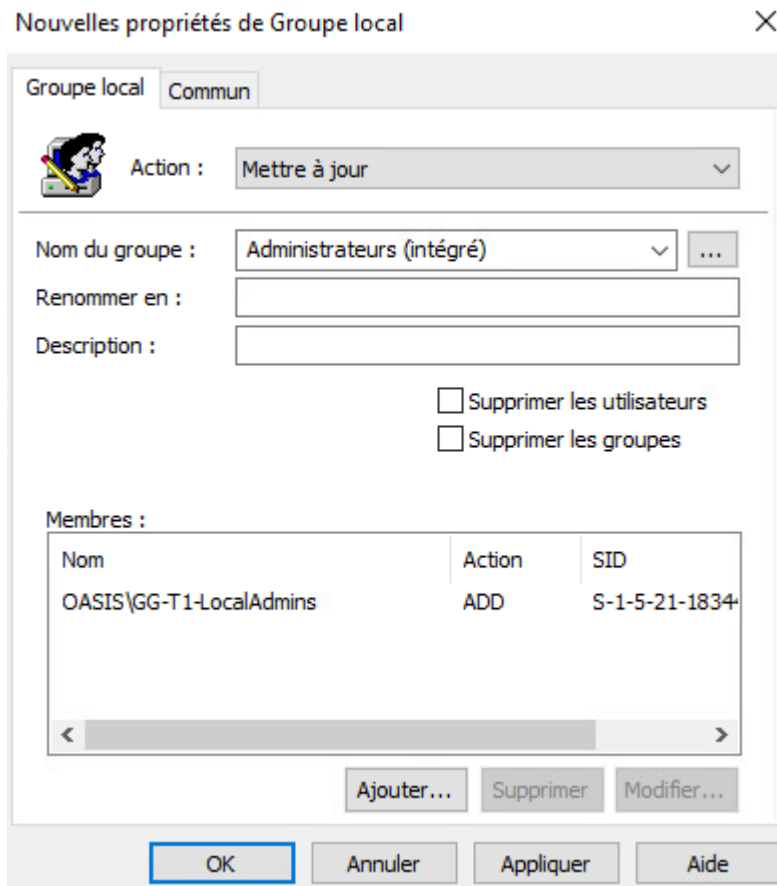 Nouvelles propriétés de Groupe local
Groupe local Commun
Action : Mettre à jour
Nom du groupe : Administrateurs (intégré) ...
Renommer en :
Description :
Supprimer les utilisateurs
Supprimer les groupes
Membres :
Nom Action SID
OASIS\GG-T1-LocalAdmins ADD S-1-5-21-1834
Ajouter... Supprimer Modifier...
OK Annuler Appliquer Aide